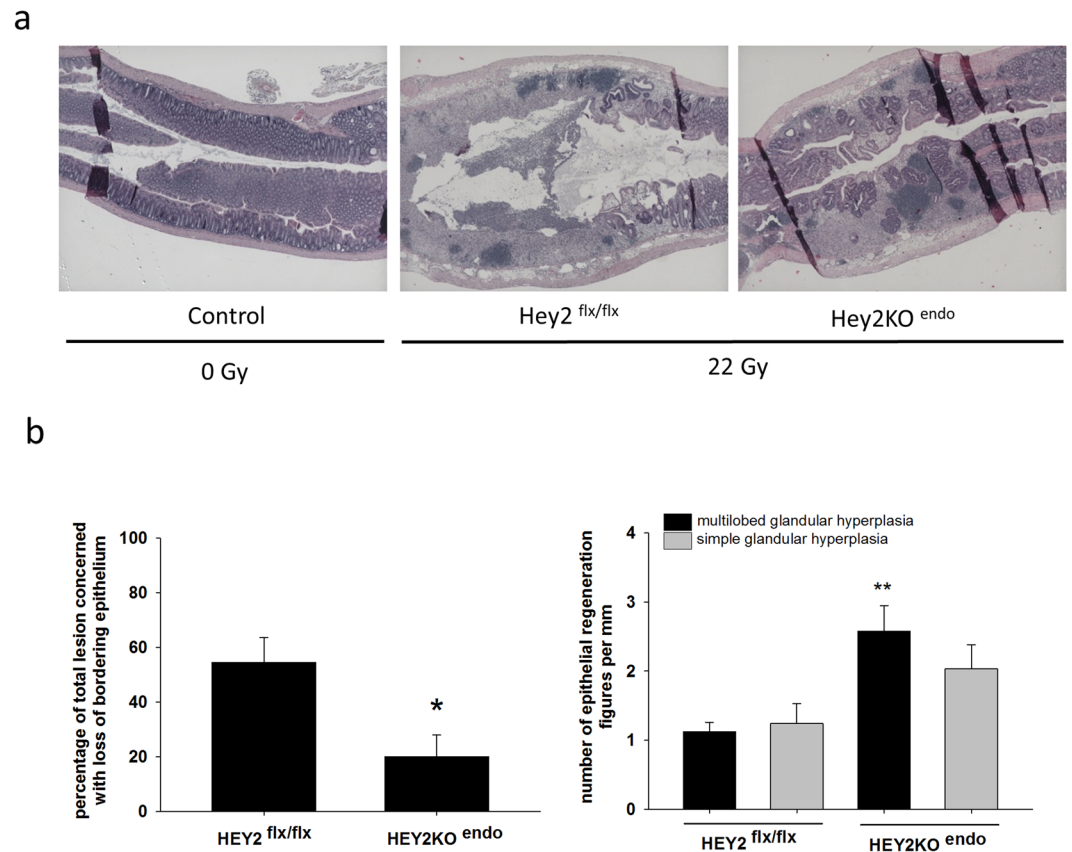 a
Control
Hey2 flx/flx
Hey2KO endo
0 Gy
22 Gy
b
percentage of total lesion concerned
with loss of bordering epithelium
100
80
60
40
20
0
*
HEY2 flx/flx
HEY2KO endo
number of epithelial regeneration
figures per mm
4
3
2
1
0
multilobed glandular hyperplasia
simple glandular hyperplasia
**
HEY2 flx/flx
HEY2KO endo